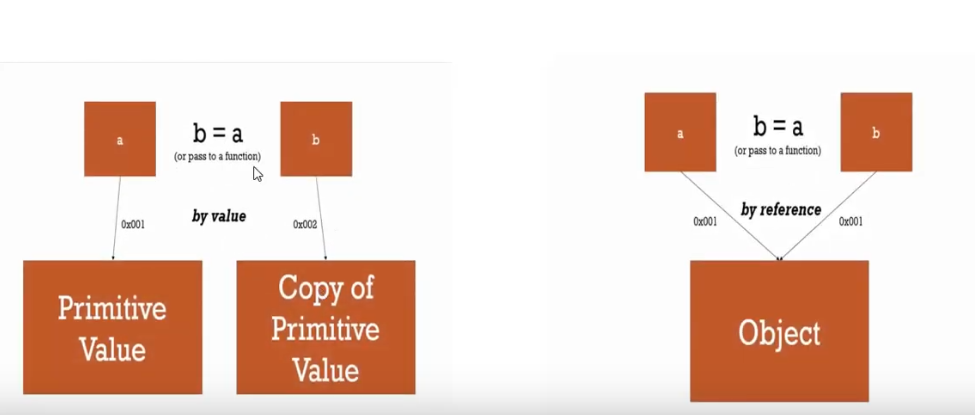 a
b = a
(or pass to a function)
b
0x001
by value
0x002
Primitive
Value
Copy of
Primitive
Value
a
b = a
(or pass to a function)
b
0x001
by reference
0x001
Object